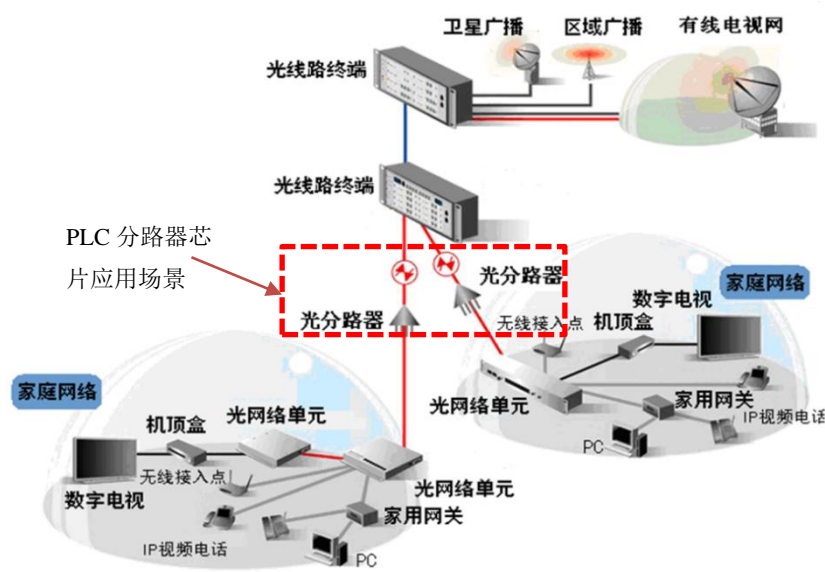 卫星广播
区域广播
有线电视网
光线路终端
光线路终端
PLC 分路器芯
片应用场景
光分路器
光分路器
家庭网络
数字电视
机顶盒
无线接入点
光网络单元
家用网关
IP视频电话
PC
家庭网络
机顶盒
光网络单元
数字电视
无线接入点
光网络单元
家用网关
IP视频电话
PC